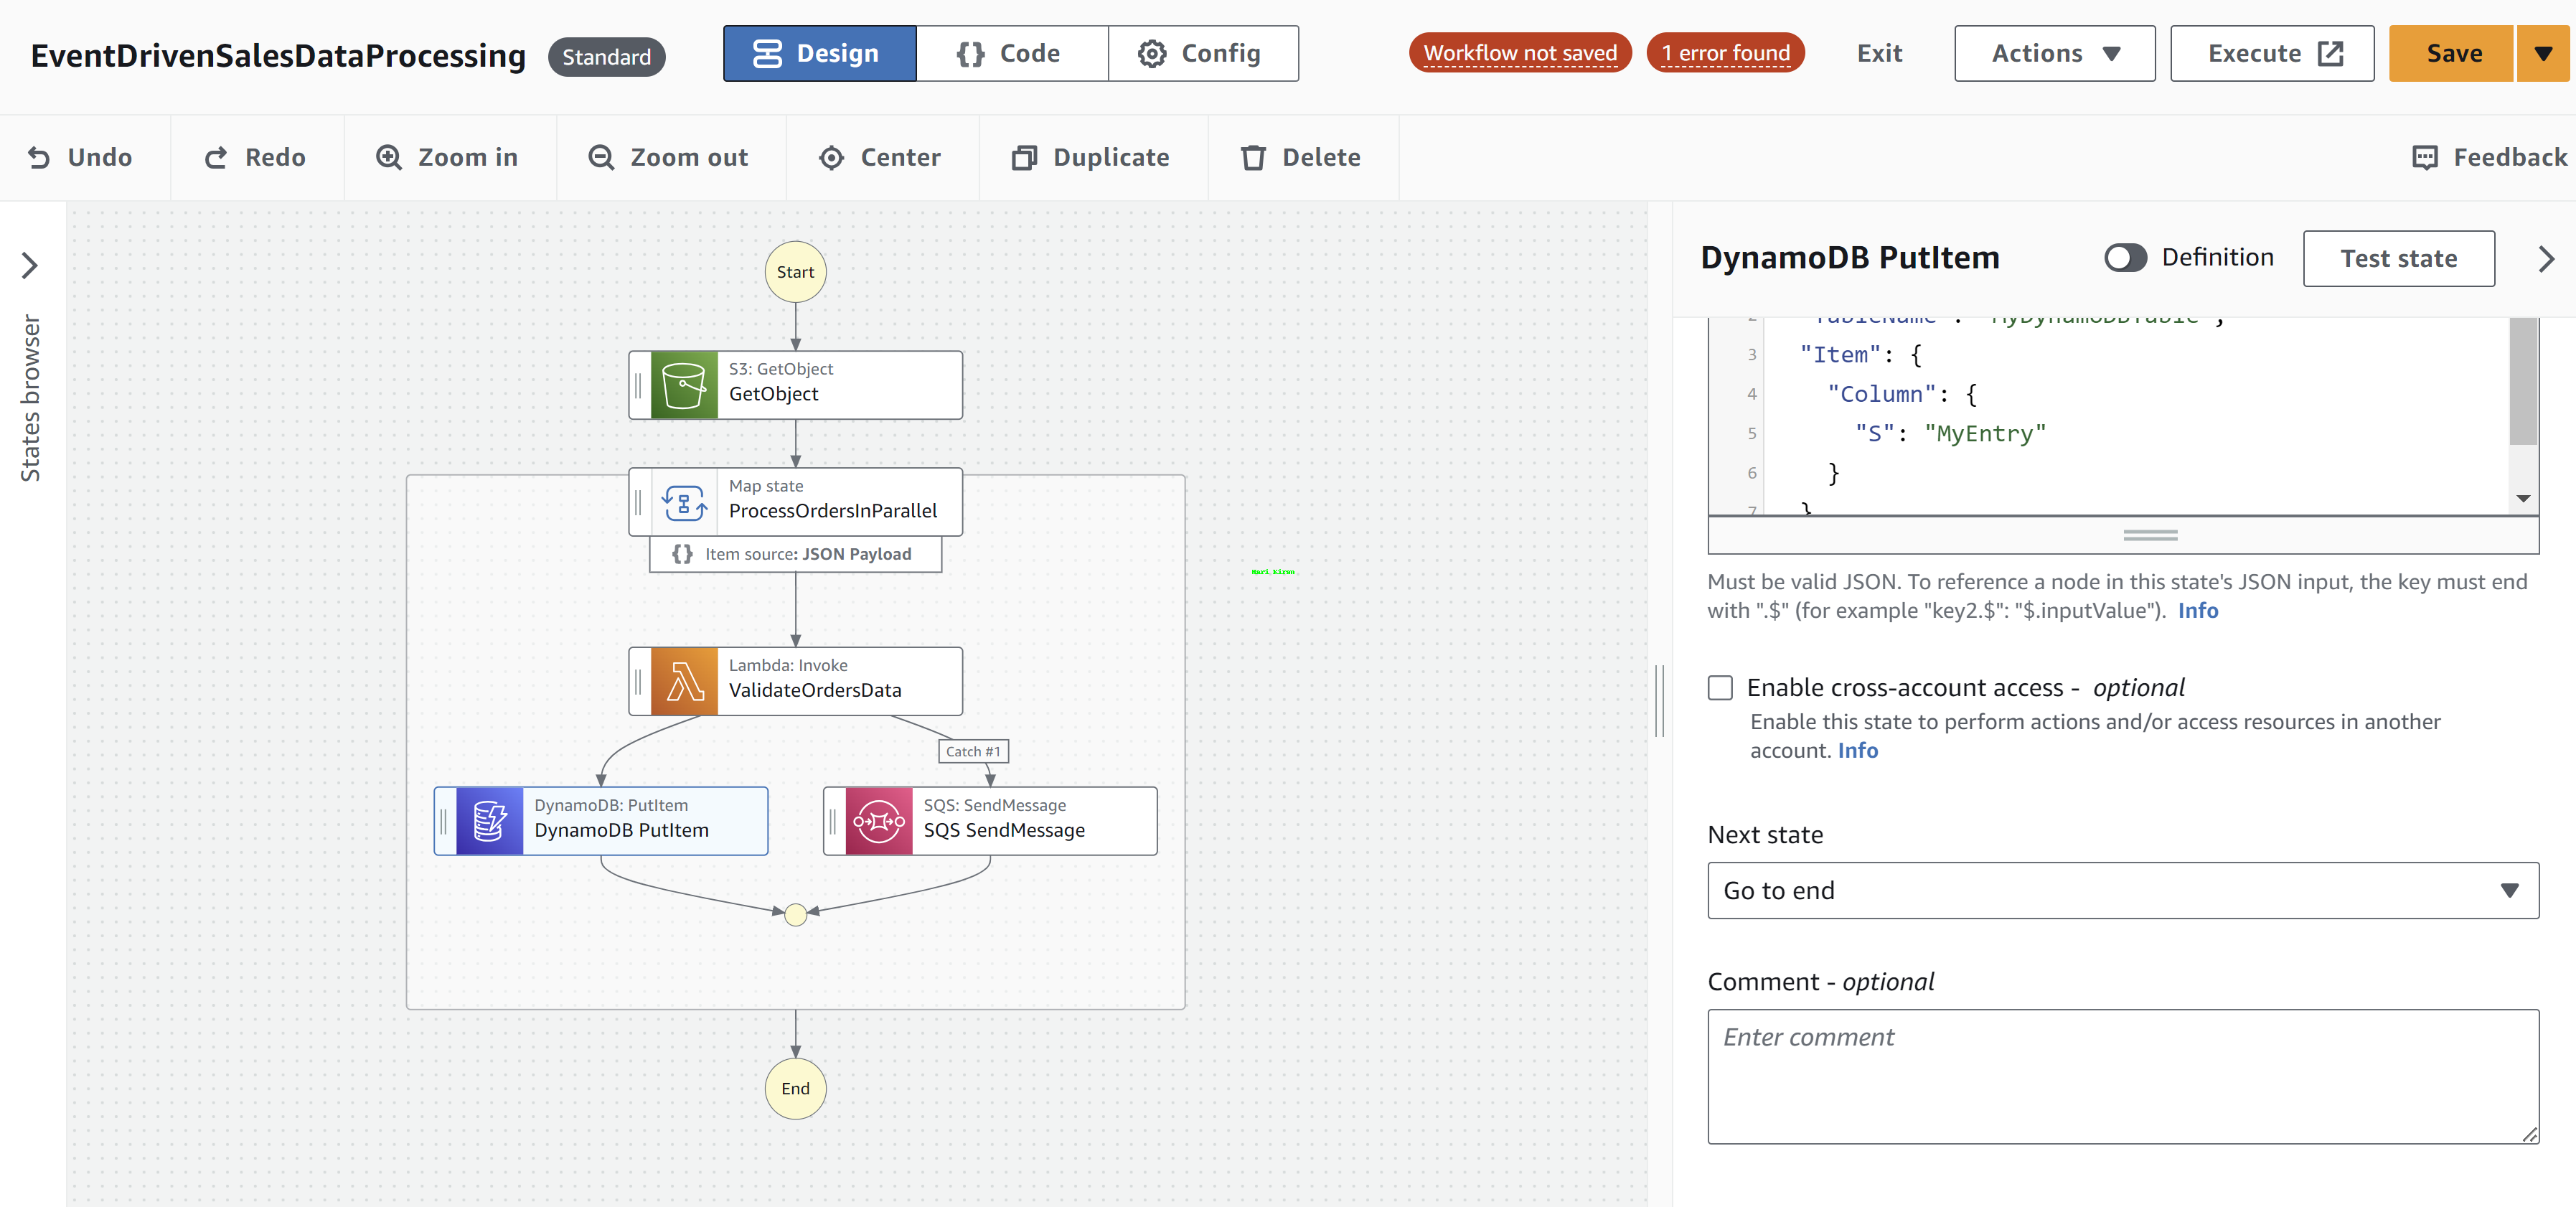 EventDrivenSalesDataProcessing Standard Design {} Code Config Workflow not saved 1 error found Exit Actions Execute Save
Undo Redo Zoom in Zoom out Center Duplicate Delete Feedback
States browser
Start
S3: GetObject
GetObject
Map state
ProcessOrdersInParallel
{} Item source: JSON Payload
Lambda: Invoke
ValidateOrdersData
Catch #1
DynamoDB: PutItem
DynamoDB PutItem
SQS: SendMessage
SQS SendMessage
End
Hari Kiran
DynamoDB PutItem Definition Test state
2 "TableName": "MyDynamoDBTable",
3 "Item": {
4 "Column": {
5 "S": "MyEntry"
6 }
7 }
Must be valid JSON. To reference a node in this state's JSON input, the key must end
with ".$" (for example "key2.$": "$.inputValue"). Info
Enable cross-account access - optional
Enable this state to perform actions and/or access resources in another
account. Info
Next state
Go to end
Comment - optional
Enter comment